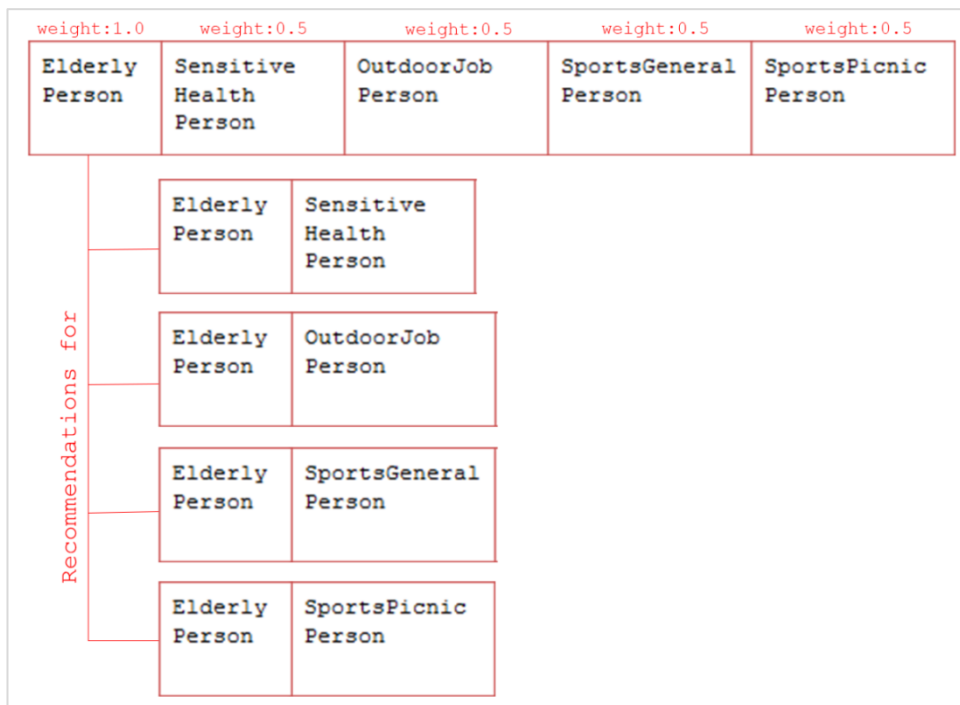 weight:1.0 weight:0.5 weight:0.5 weight:0.5 weight:0.5
Elderly Sensitive OutdoorJob SportsGeneral SportsPicnic
Person Health Person Person Person
Person
Elderly Sensitive
Person Health
Person
Elderly OutdoorJob
Person Person
Elderly SportsGeneral
Person Person
Elderly SportsPicnic
Person Person
Recommendations for